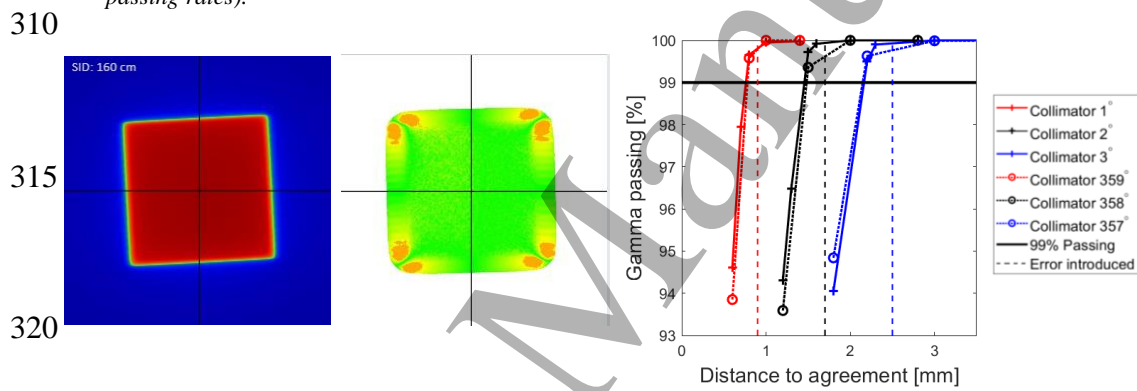 passing rates).
310
SID: 160 cm
315
320
Gamma passing [%]
100
99
98
97
96
95
94
93
0
1
2
3
Distance to agreement [mm]
Collimator 1°
Collimator 2°
Collimator 3°
Collimator 359°
Collimator 358°
Collimator 357°
99% Passing
Error introduced
Manu